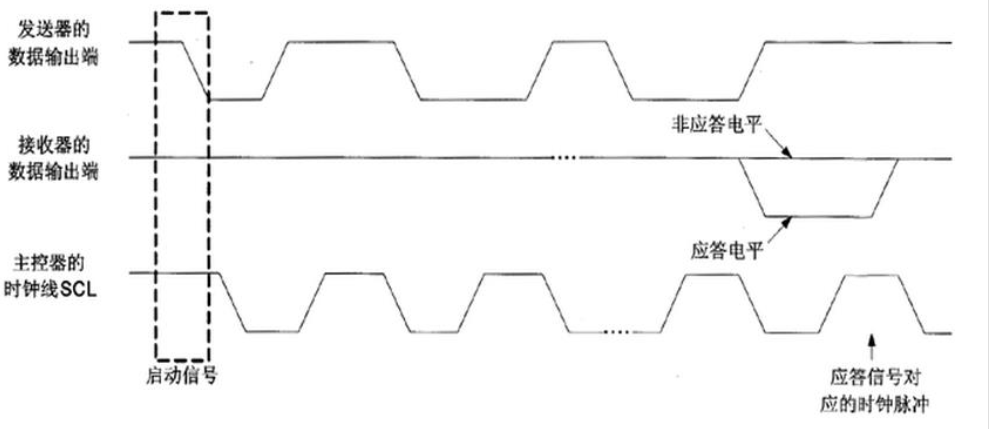 发送器的
数据输出端
非应答电平
接收器的
数据输出端
应答电平
主控器的
时钟线SCL
启动信号
应答信号对
应的时钟脉冲